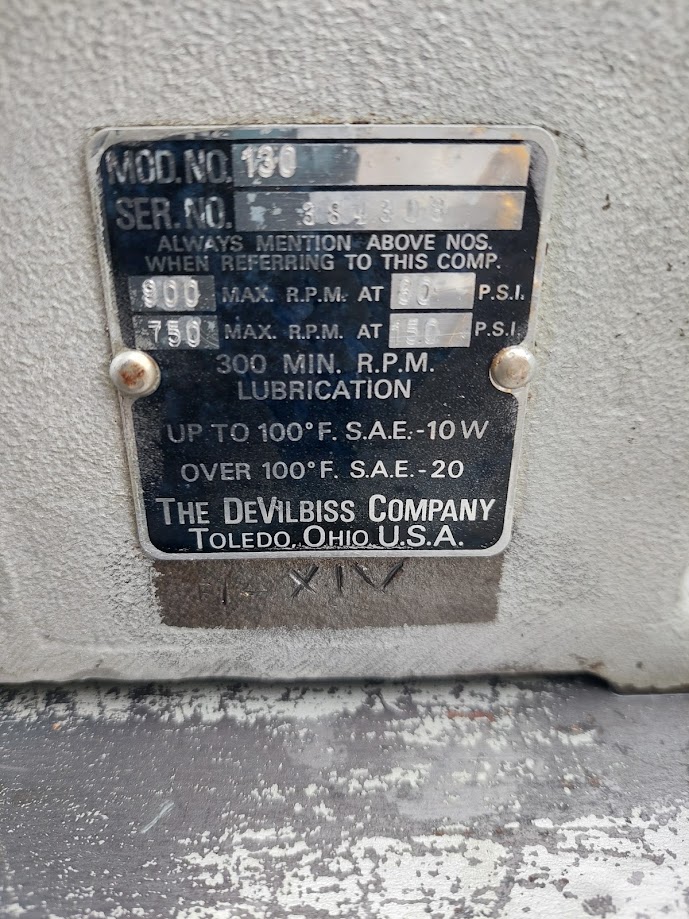 MOD. NO. 130
SER. NO.
ALWAYS MENTION ABOVE NOS.
WHEN REFERRING TO THIS COMP.
900 MAX. R.P.M. AT P.S.I.
750 MAX. R.P.M. AT 150 P.S.I.
300 MIN. R.P.M.
LUBRICATION
UP TO 100°F. S.A.E.-10W
OVER 100°F. S.A.E.-20
THE DEVILBISS COMPANY
TOLEDO, OHIO U.S.A.
XIV